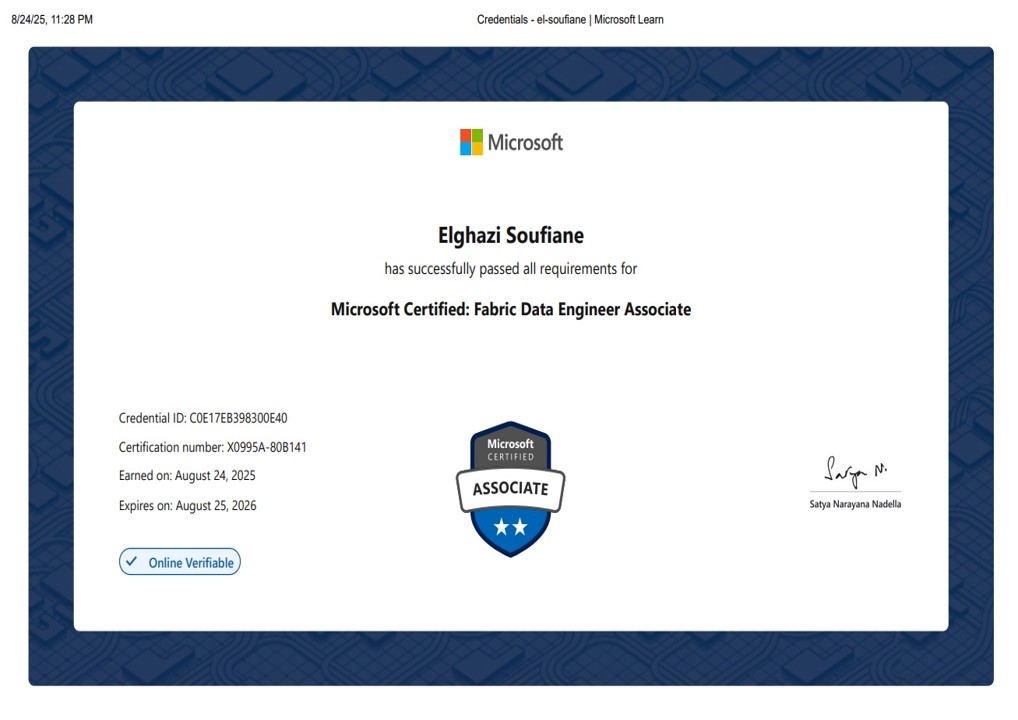 8/24/25, 11:28 PM
Credentials - el-soufiane | Microsoft Learn
Microsoft
Elghazi Soufiane
has successfully passed all requirements for
Microsoft Certified: Fabric Data Engineer Associate
Credential ID: C0E17EB398300E40
Certification number: X0995A-80B141
Earned on: August 24, 2025
Expires on: August 25, 2026
Online Verifiable
Microsoft
CERTIFIED
ASSOCIATE
Satya N.
Satya Narayana Nadella